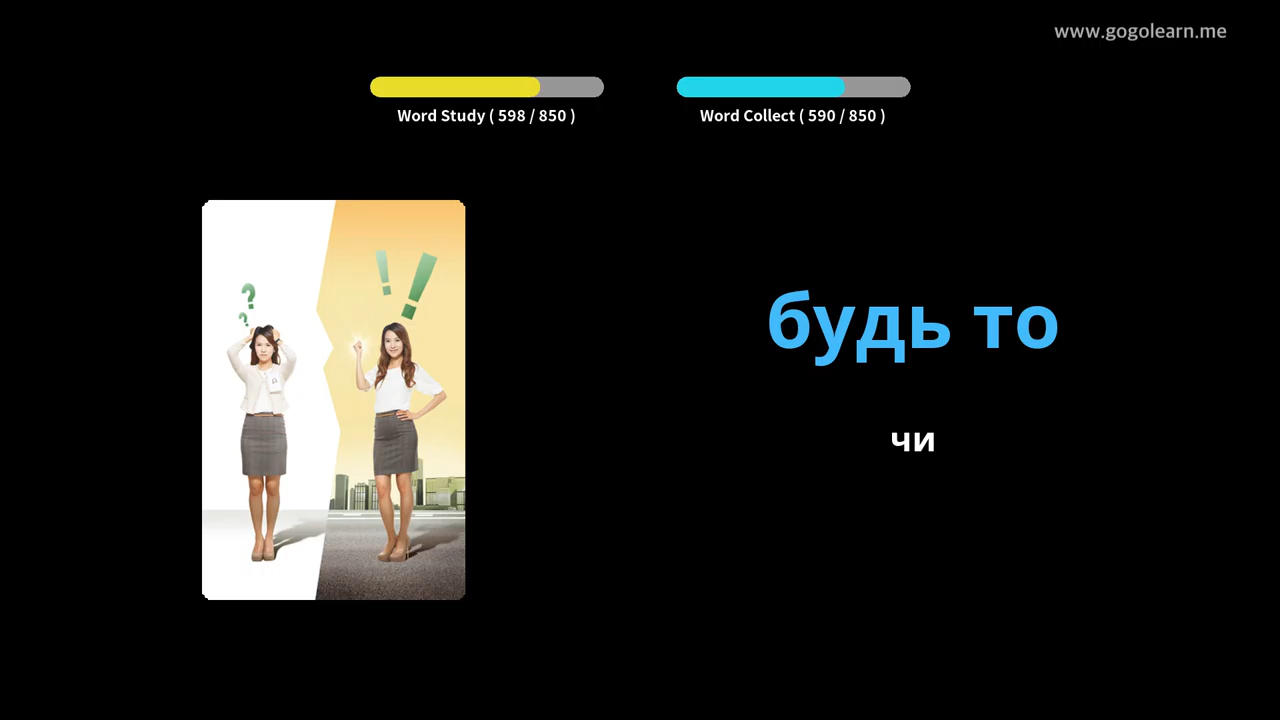 www.gogolearn.me
Word Study ( 598 / 850 )
Word Collect ( 590 / 850 )
? !!
?
будь то
чи